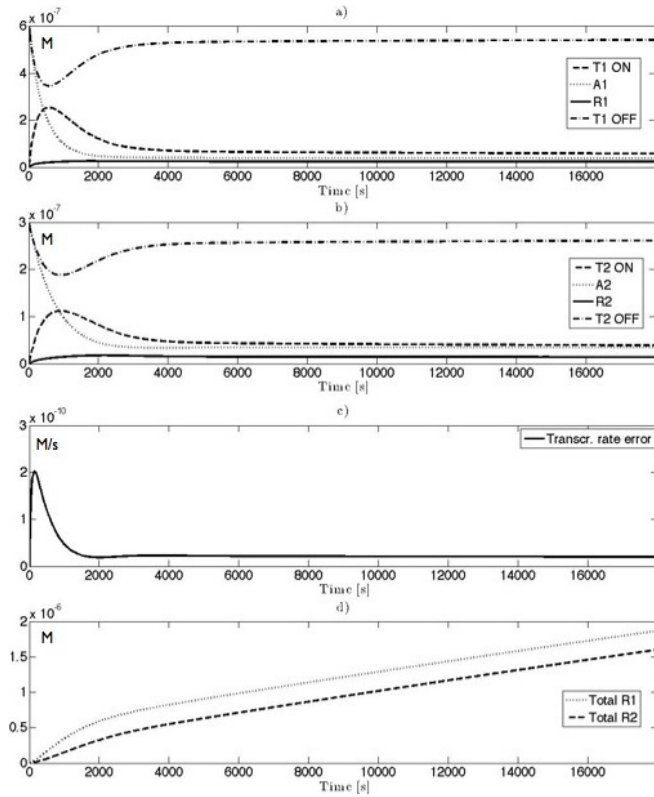 a)
6 x 10^-7
M
4
2
0
T1 ON
A1
R1
T1 OFF
0 2000 4000 6000 8000 10000 12000 14000 16000
Time [s]
b)
3 x 10^-7
M
2
1
0
T2 ON
A2
R2
T2 OFF
0 2000 4000 6000 8000 10000 12000 14000 16000
Time [s]
c)
3 x 10^-10
M/s
2
1
0
Transcr. rate error
0 2000 4000 6000 8000 10000 12000 14000 16000
Time [s]
d)
2 x 10^-6
M
1.5
1
0.5
0
Total R1
Total R2
0 2000 4000 6000 8000 10000 12000 14000 16000
Time [s]